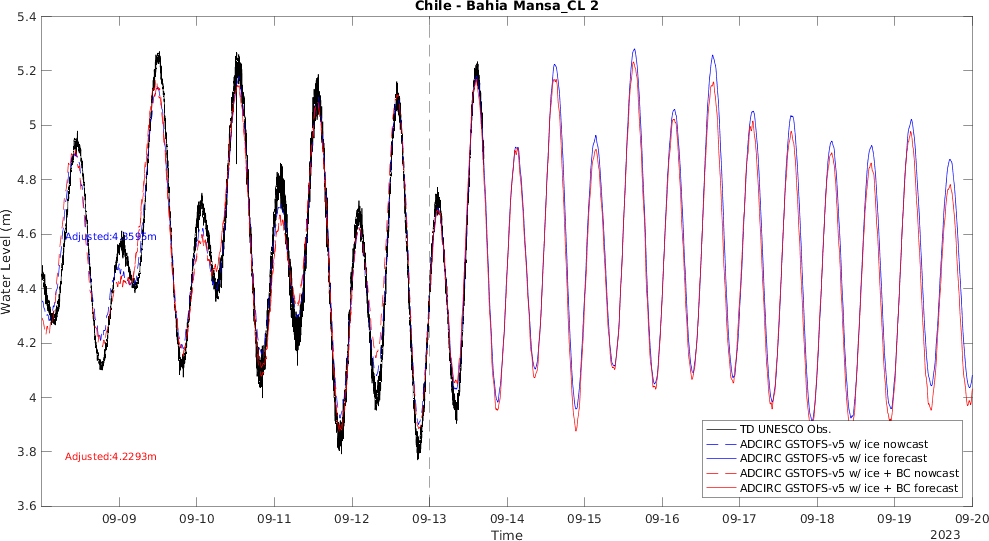 Chile - Bahia Mansa_CL 2
5.4
5.2
5
4.8
4.6
4.4
4.2
4
3.8
3.6
Water Level (m)
Adjusted:4.2293m
TD UNESCO Obs.
ADCIRC GSTOFS-v5 w/ ice nowcast
ADCIRC GSTOFS-v5 w/ ice forecast
ADCIRC GSTOFS-v5 w/ ice + BC nowcast
ADCIRC GSTOFS-v5 w/ ice + BC forecast
09-09 09-10 09-11 09-12 09-13 09-14 09-15 09-16 09-17 09-18 09-19 09-20
Time
2023